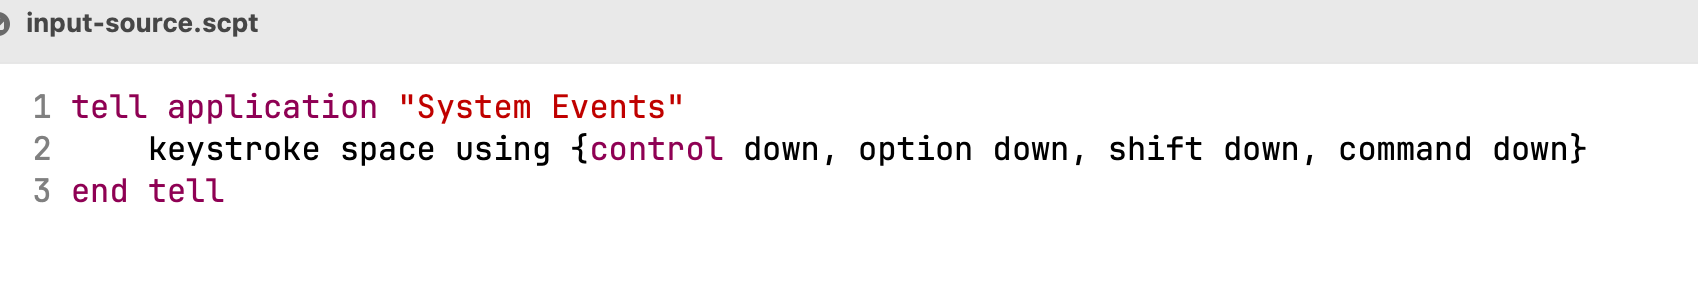 input-source.scpt
1 tell application "System Events"
2     keystroke space using {control down, option down, shift down, command down}
3 end tell